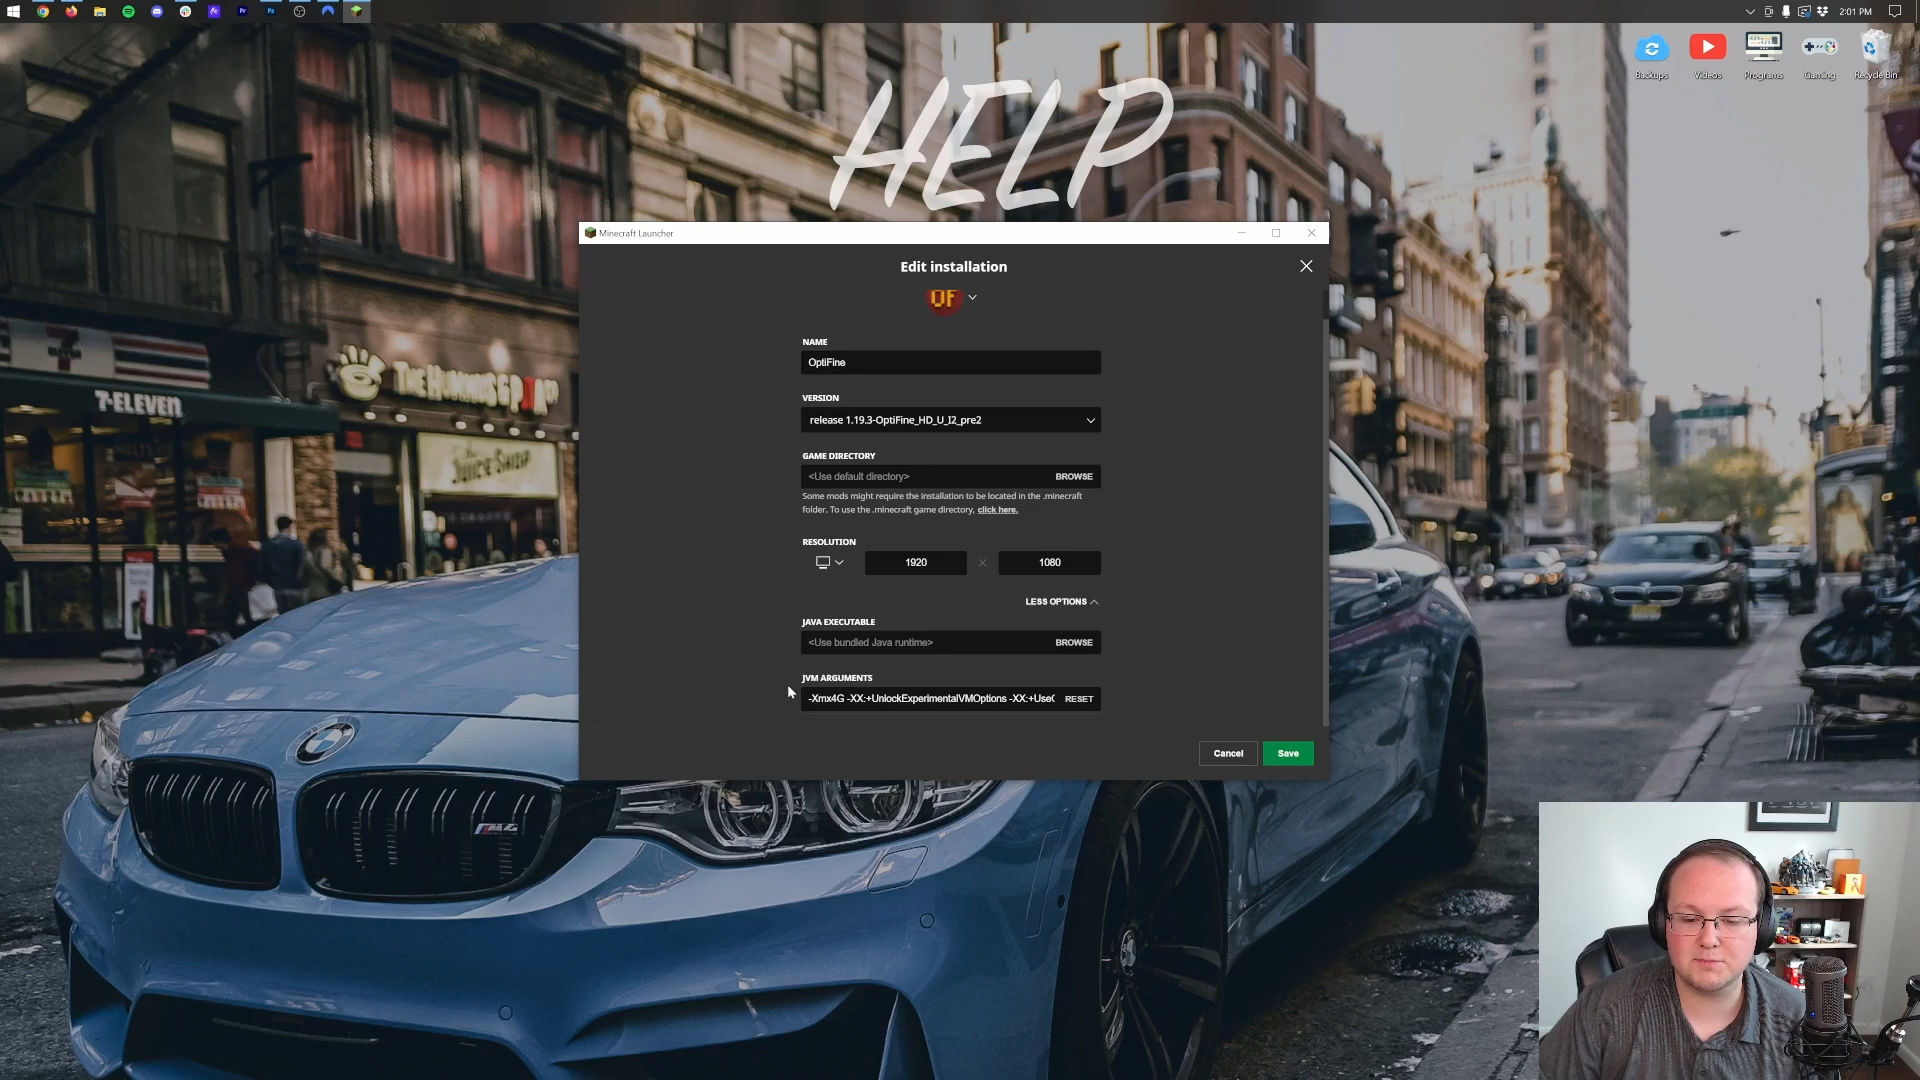 2:01 PM
Backups
Videos
Programs
Gaming
Recycle Bin
HELP
Minecraft Launcher
Edit installation
OF
NAME
OptiFine
VERSION
release 1.19.3-OptiFine_HD_U_I2_pre2
GAME DIRECTORY
<Use default directory> BROWSE
Some mods might require the installation to be located in the .minecraft
folder. To use the .minecraft game directory, click here.
RESOLUTION
1920 × 1080
LESS OPTIONS
JAVA EXECUTABLE
<Use bundled Java runtime> BROWSE
JVM ARGUMENTS
-Xmx4G -XX:+UnlockExperimentalVMOptions -XX:+Use RESET
Cancel Save
7-ELEVEN
JUICE SHOP
M4